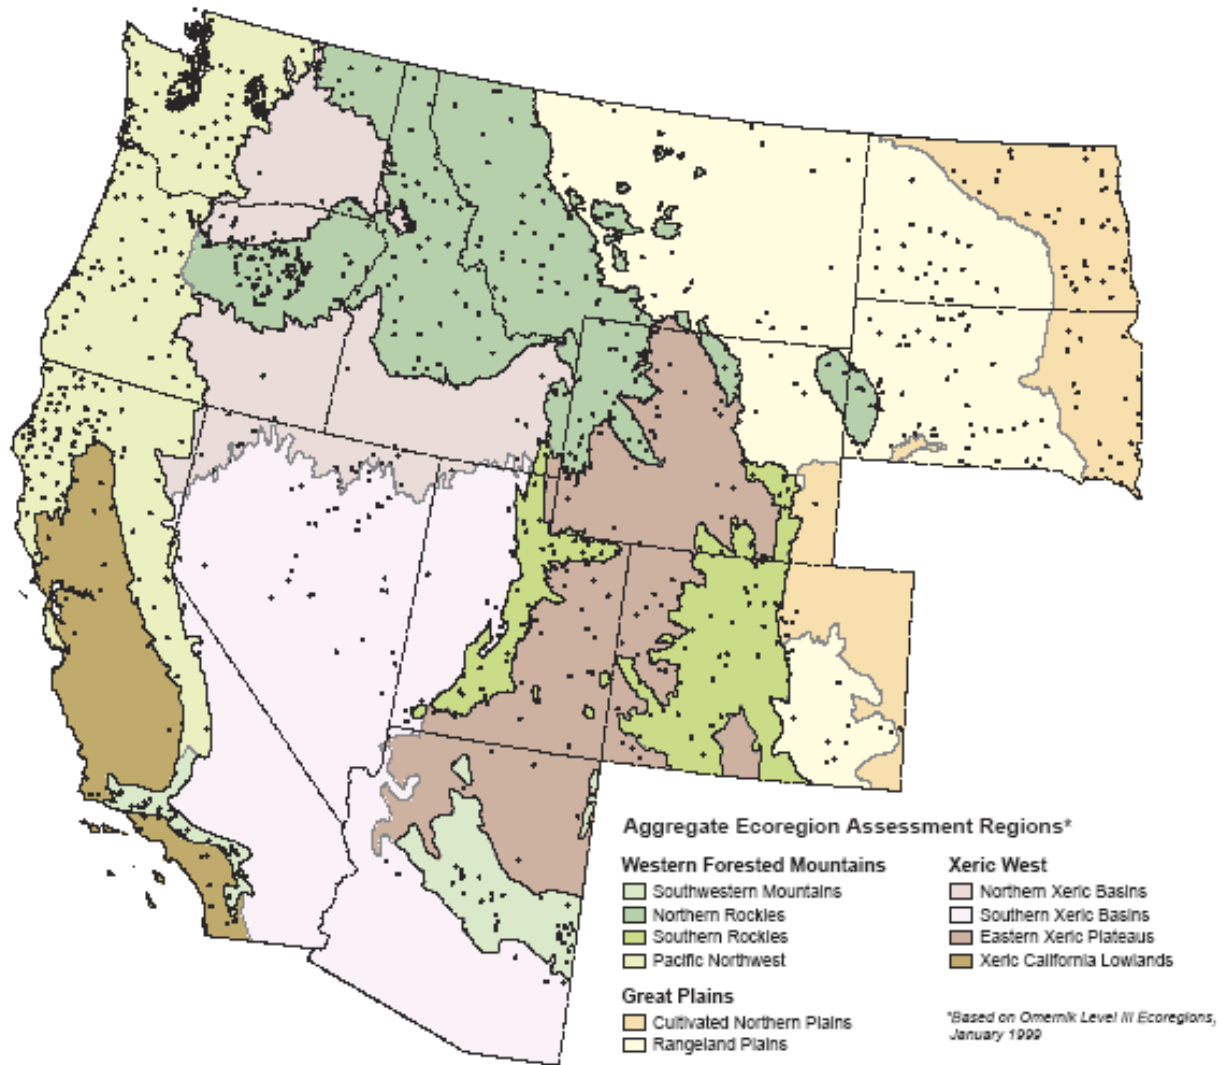 Aggregate Ecoregion Assessment Regions*
Western Forested Mountains
Southwestern Mountains
Northern Rockies
Southern Rockies
Pacific Northwest
Great Plains
Cultivated Northern Plains
Rangeland Plains
Xeric West
Northern Xeric Basins
Southern Xeric Basins
Eastern Xeric Plateaus
Xeric California Lowlands
*Based on Omernik Level III Ecoregions,
January 1999